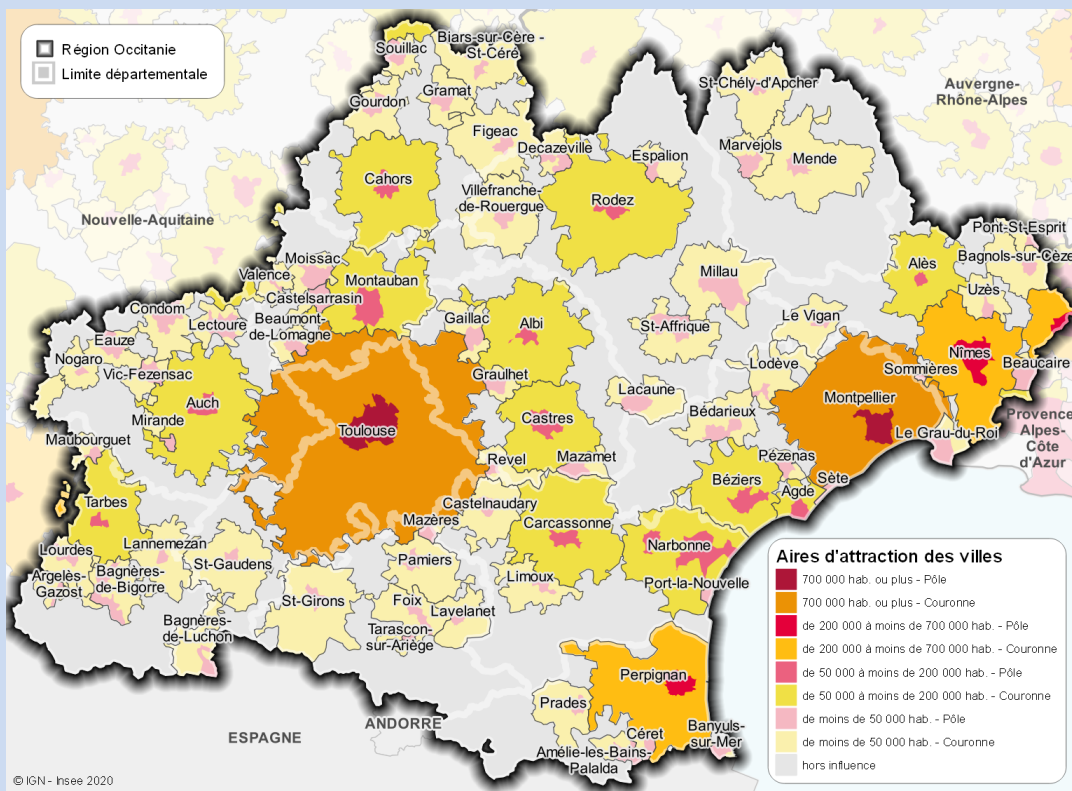 Région Occitanie
Limite départementale
Souillac
Biars-sur-Cère -
St-Céré
Gramat
Gourdon
Figeac
Decazeville
St-Chély-d'Apcher
Auvergne-
Rhône-Alpes
Espalion
Marvejols
Mende
Cahors
Villefranche-
de-Rouergue
Rodez
Nouvelle-Aquitaine
Pont-St-Esprit
Bagnols-sur-Cèze
Alès
Uzès
Moissac
Valence
Montauban
Castelsarrasin
Millau
Condom
Beaumont-
de-Lomagne
Lectoure
Gaillac
Albi
St-Affrique
Le Vigan
Eauze
Nogaro
Vic-Fezensac
Nîmes
Beaucaire
Sommières
Lodève
Graulhet
Auch
Mirande
Toulouse
Castres
Lacaune
Bédarieux
Montpellier
Le Grau-du-Roi
Provence
Alpes-
Côte
d'Azur
Maubourguet
Revel
Mazamet
Pézenas
Sète
Béziers
Agde
Tarbes
Castelnaudary
Mazères
Carcassonne
Narbonne
Lourdes
Lannemezan
Argelès-
Gazost
Bagnères-
de-Bigorre
St-Gaudens
Pamiers
Limoux
Port-la-Nouvelle
St-Girons
Foix
Lavelanet
Bagnères-
de-Luchon
Tarascon-
sur-Ariège
Perpignan
Prades
Céret
Banyuls-
sur-Mer
Amélie-les-Bains-
Palalda
ANDORRE
ESPAGNE
Aires d'attraction des villes
700 000 hab. ou plus - Pôle
700 000 hab. ou plus - Couronne
de 200 000 à moins de 700 000 hab. - Pôle
de 200 000 à moins de 700 000 hab. - Couronne
de 50 000 à moins de 200 000 hab. - Pôle
de 50 000 à moins de 200 000 hab. - Couronne
de moins de 50 000 hab. - Pôle
de moins de 50 000 hab. - Couronne
hors influence
© IGN - Insee 2020